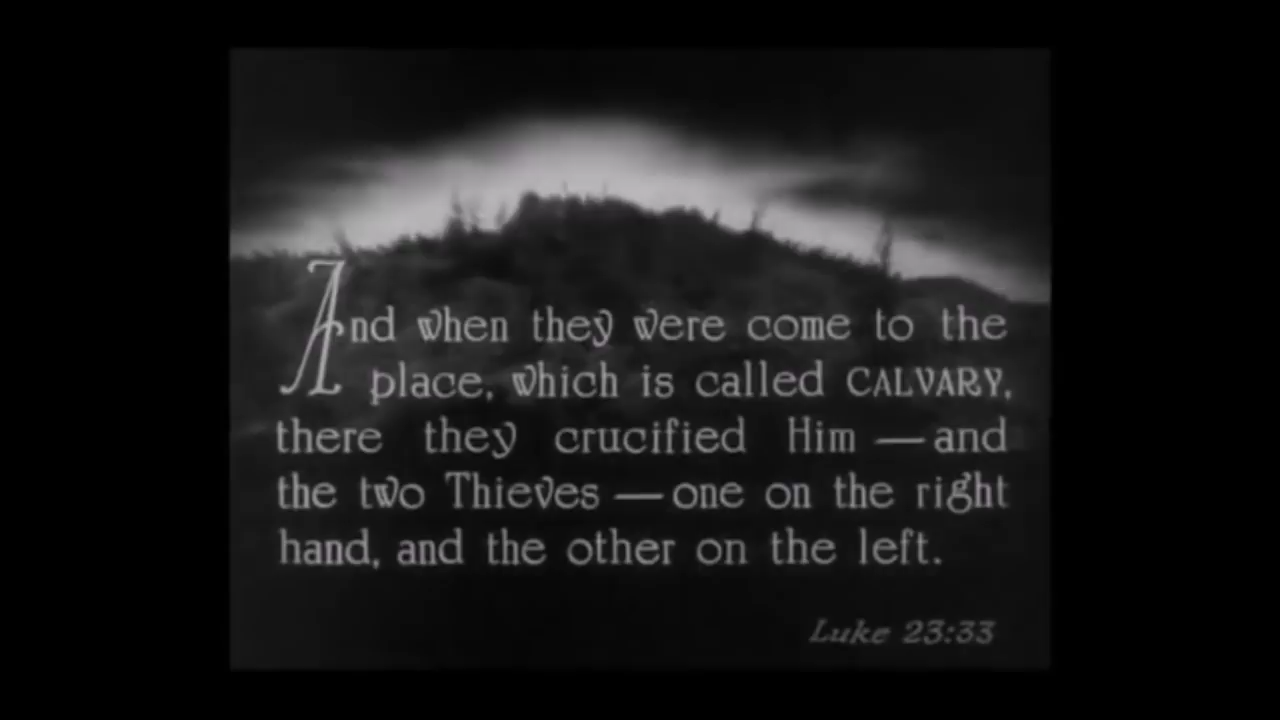 And when they were come to the
place, which is called CALVARY,
there they crucified Him — and
the two Thieves — one on the right
hand, and the other on the left.
Luke 23:33